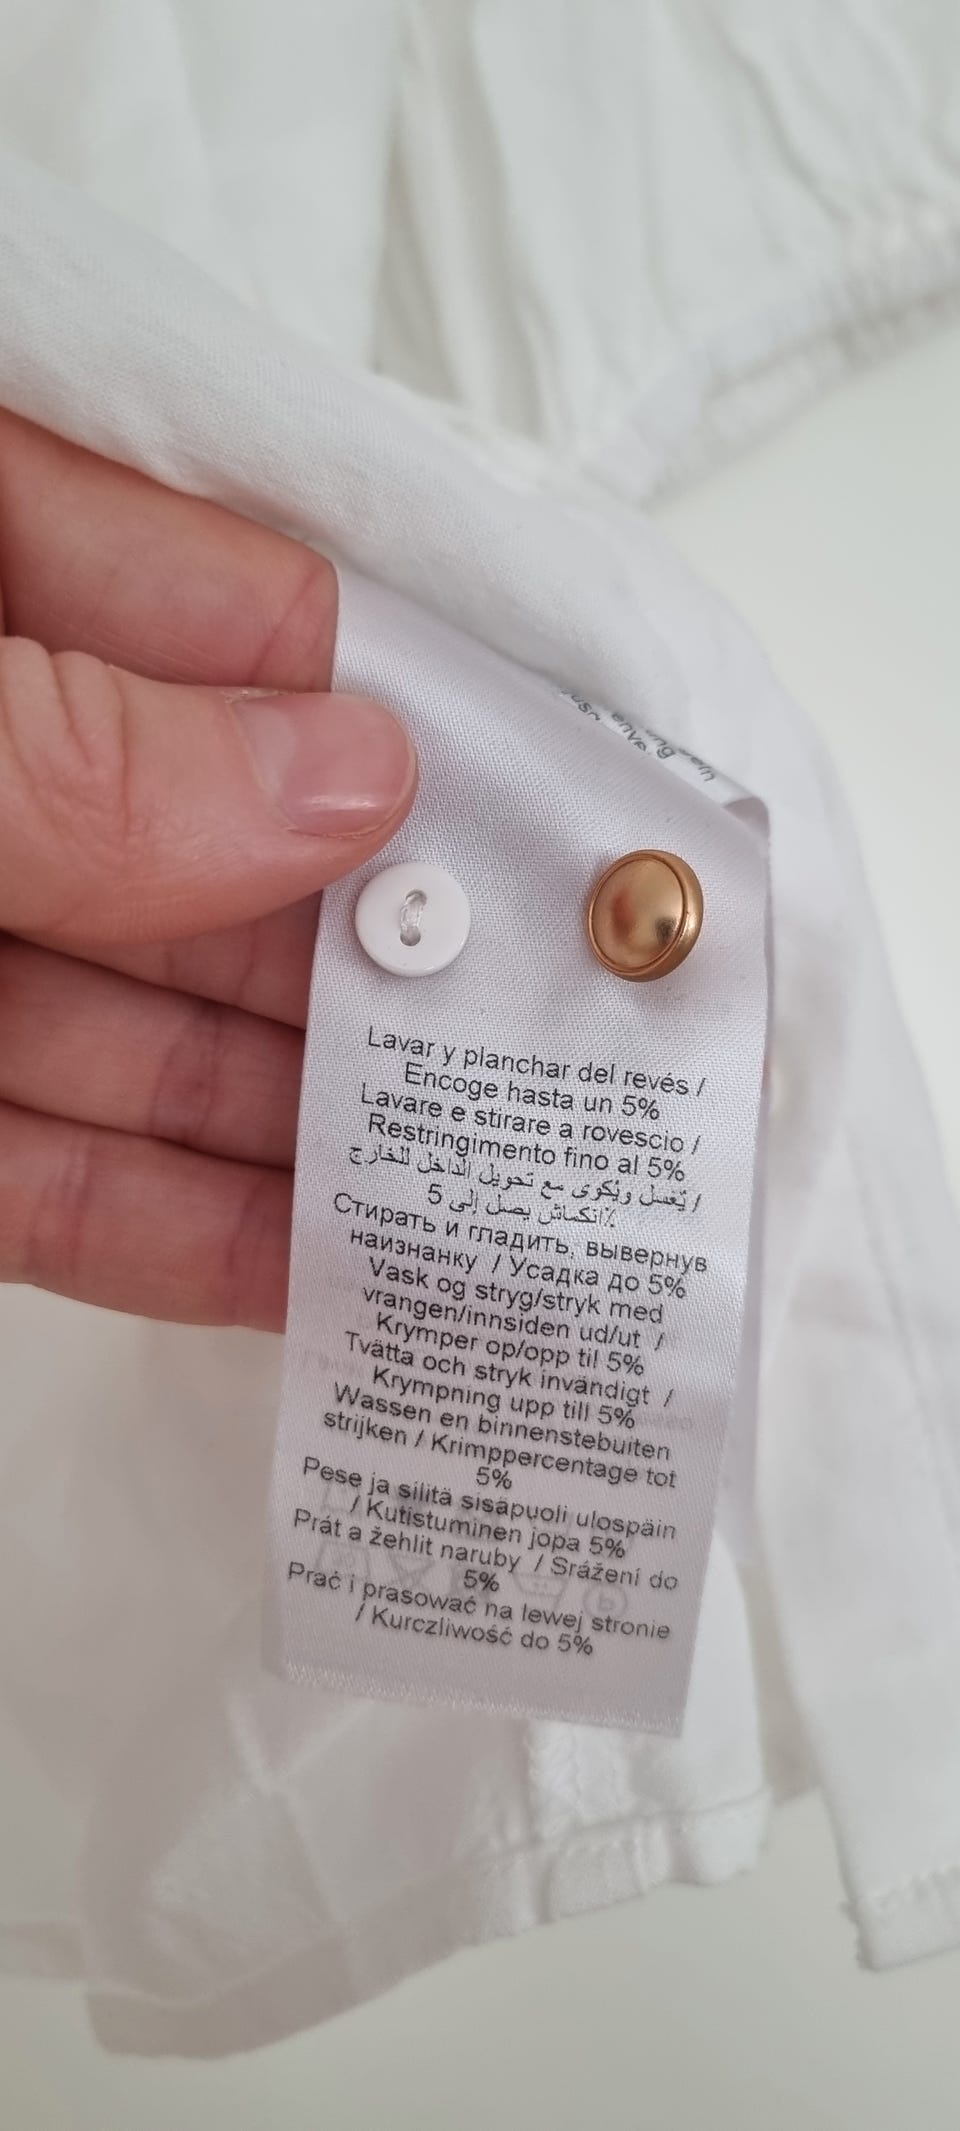 Lavar y planchar del revés /
Encoge hasta un 5%
Lavare e stirare a rovescio /
Restringimento fino al 5%
/ يُغسل ويُكوى مع تحويل الداخل للخارج
٪انكماش يصل إلى 5
Стирать и гладить, вывернув
наизнанку / Усадка до 5%
Vask og stryg/stryk med
vrangen/innsiden ud/ut /
Krymper op/opp til 5%
Tvätta och stryk invändigt /
Krympning upp till 5%
Wassen en binnenstebuiten
strijken / Krimppercentage tot
5%
Pese ja silitä sisäpuoli ulospäin
/ Kutistuminen jopa 5%
Prát a žehlit naruby / Srážení do
5%
Prać i prasować na lewej stronie
/ Kurczliwość do 5%